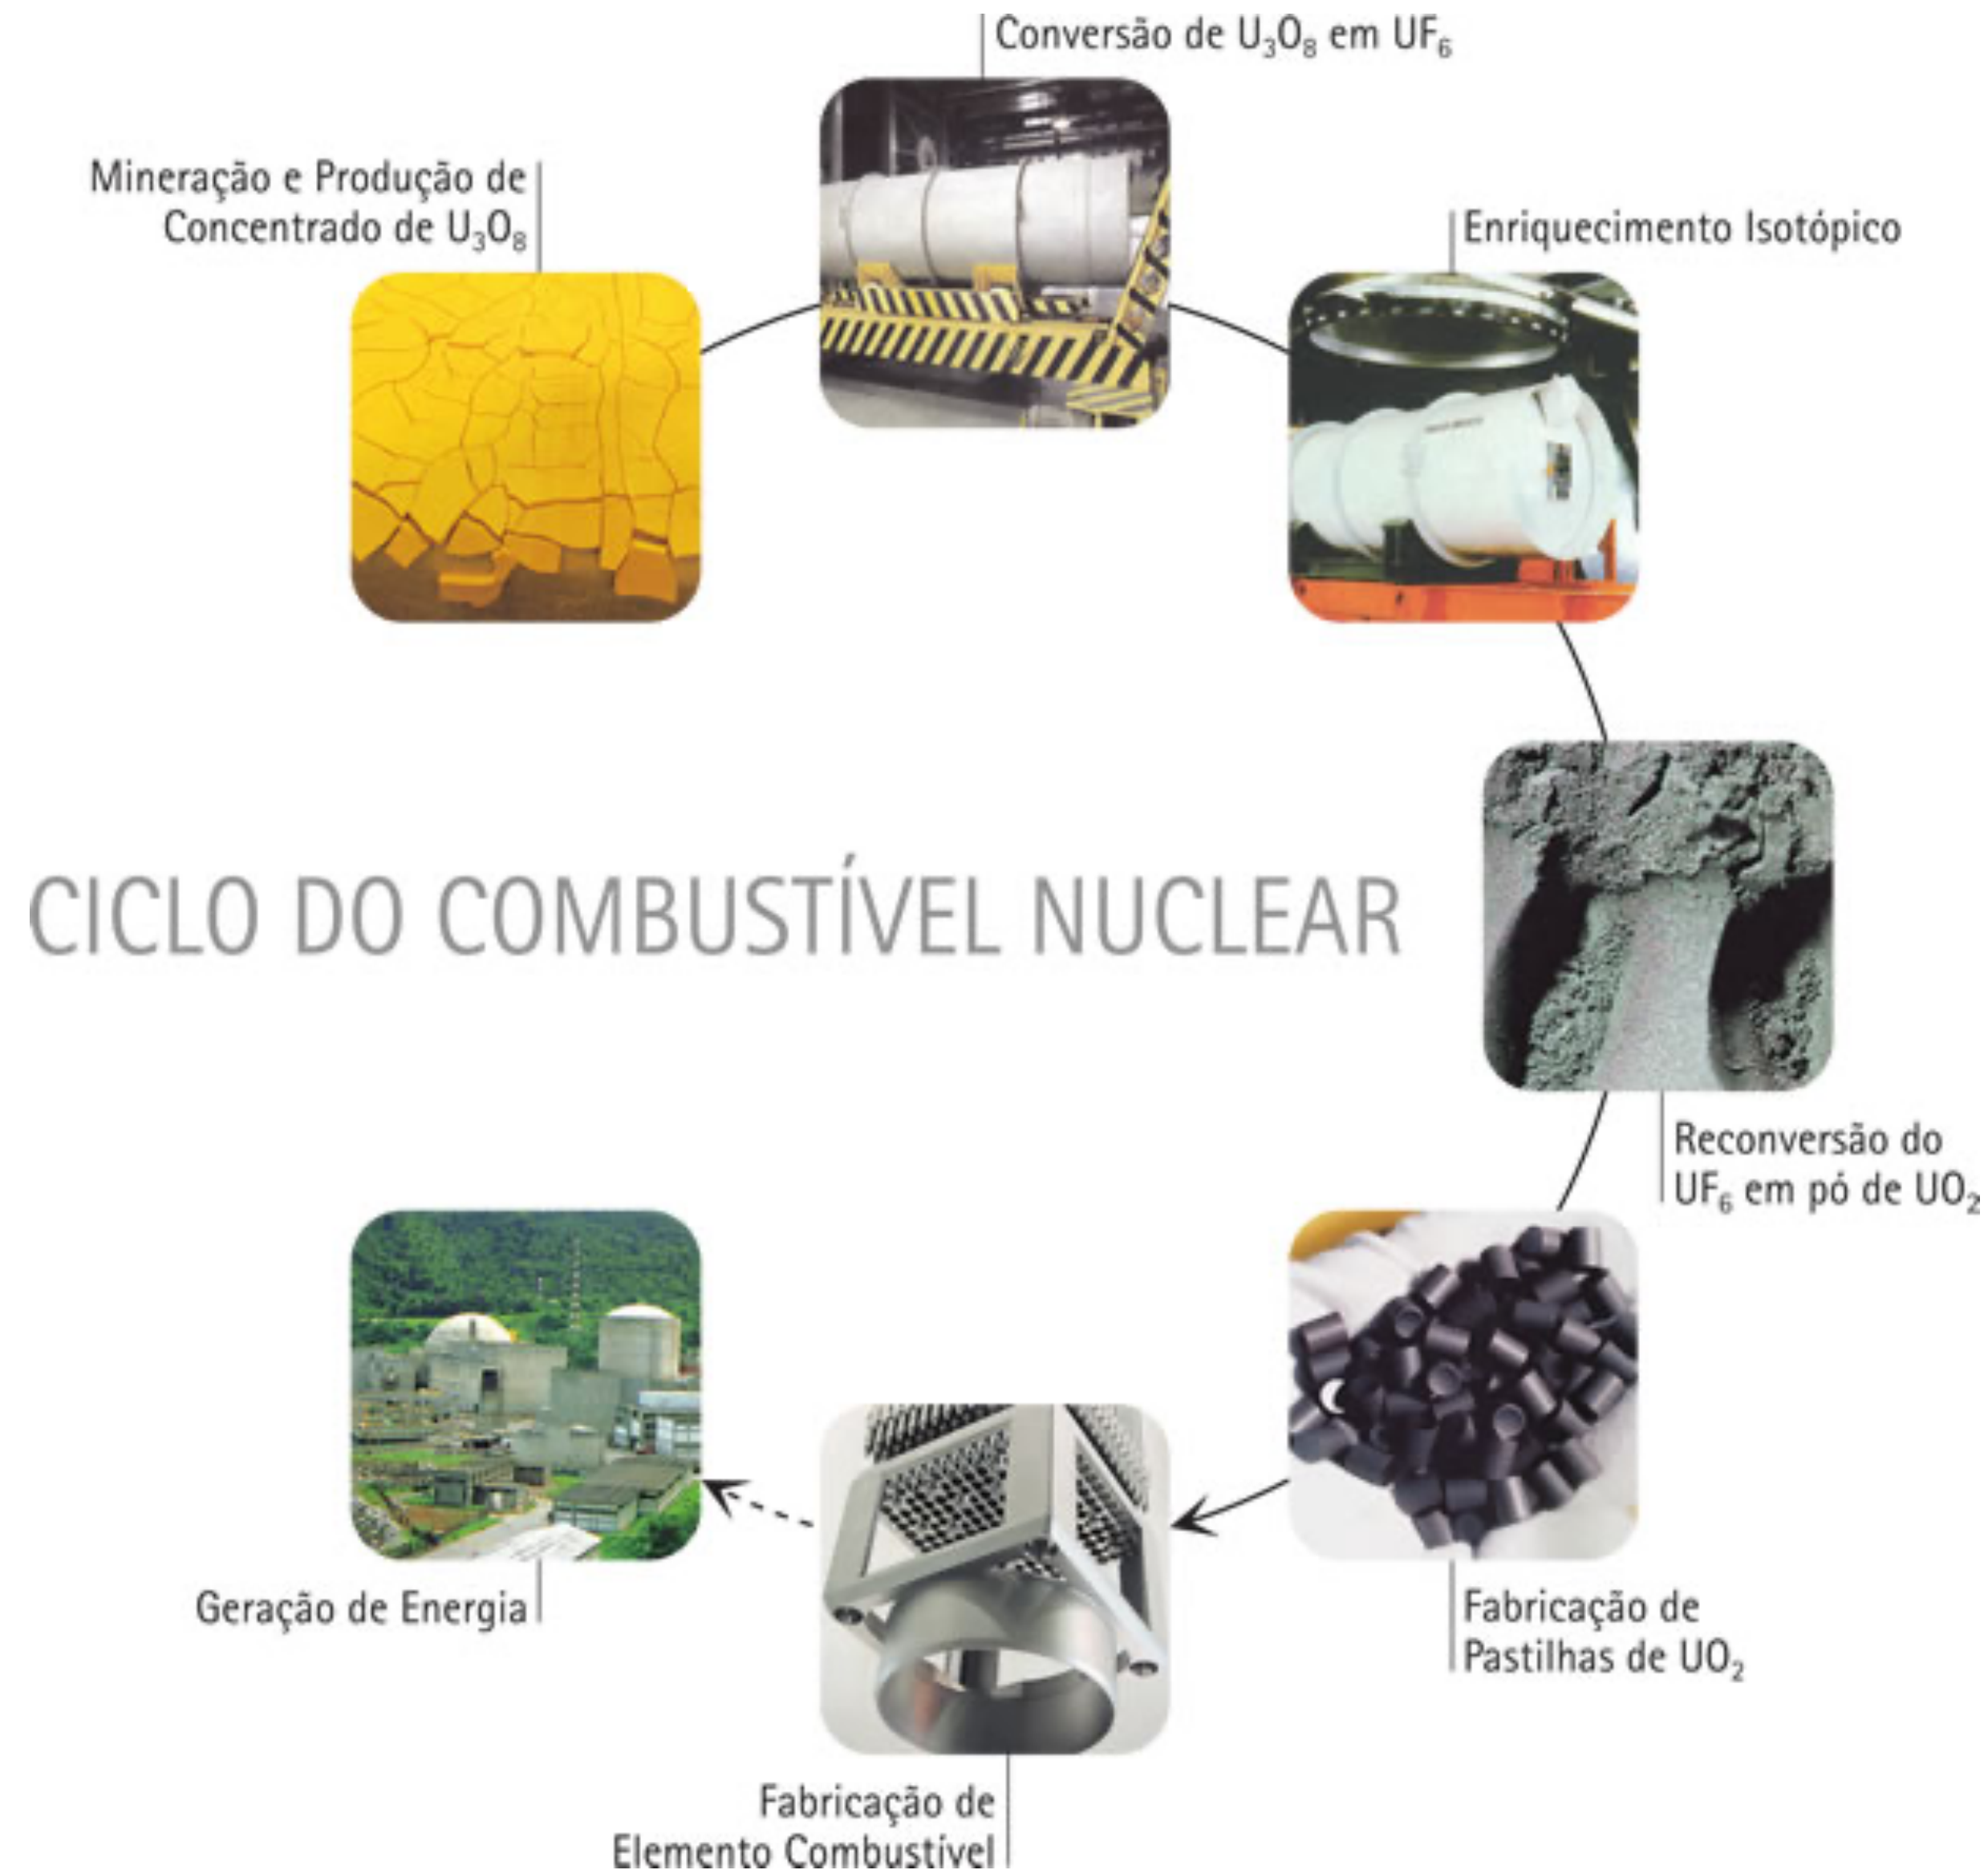 Conversão de U₃O₈ em UF₆
Mineração e Produção de
Concentrado de U₃O₈
Enriquecimento Isotópico
CICLO DO COMBUSTÍVEL NUCLEAR
Reconversão do
UF₆ em pó de UO₂
Geração de Energia
Fabricação de
Pastilhas de UO₂
Fabricação de
Elemento Combustível